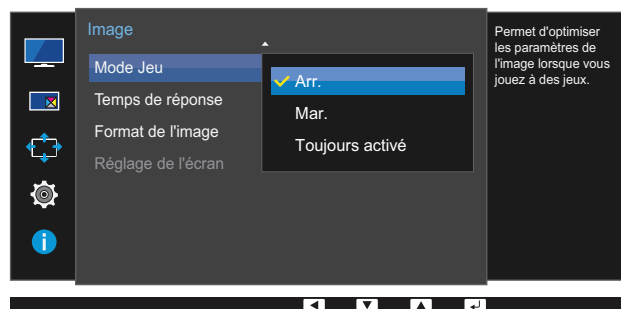 Image
Mode Jeu
Temps de réponse
Format de l'image
Réglage de l'écran
Arr.
Mar.
Toujours activé
Permet d'optimiser
les paramètres de
l'image lorsque vous
jouez à des jeux.